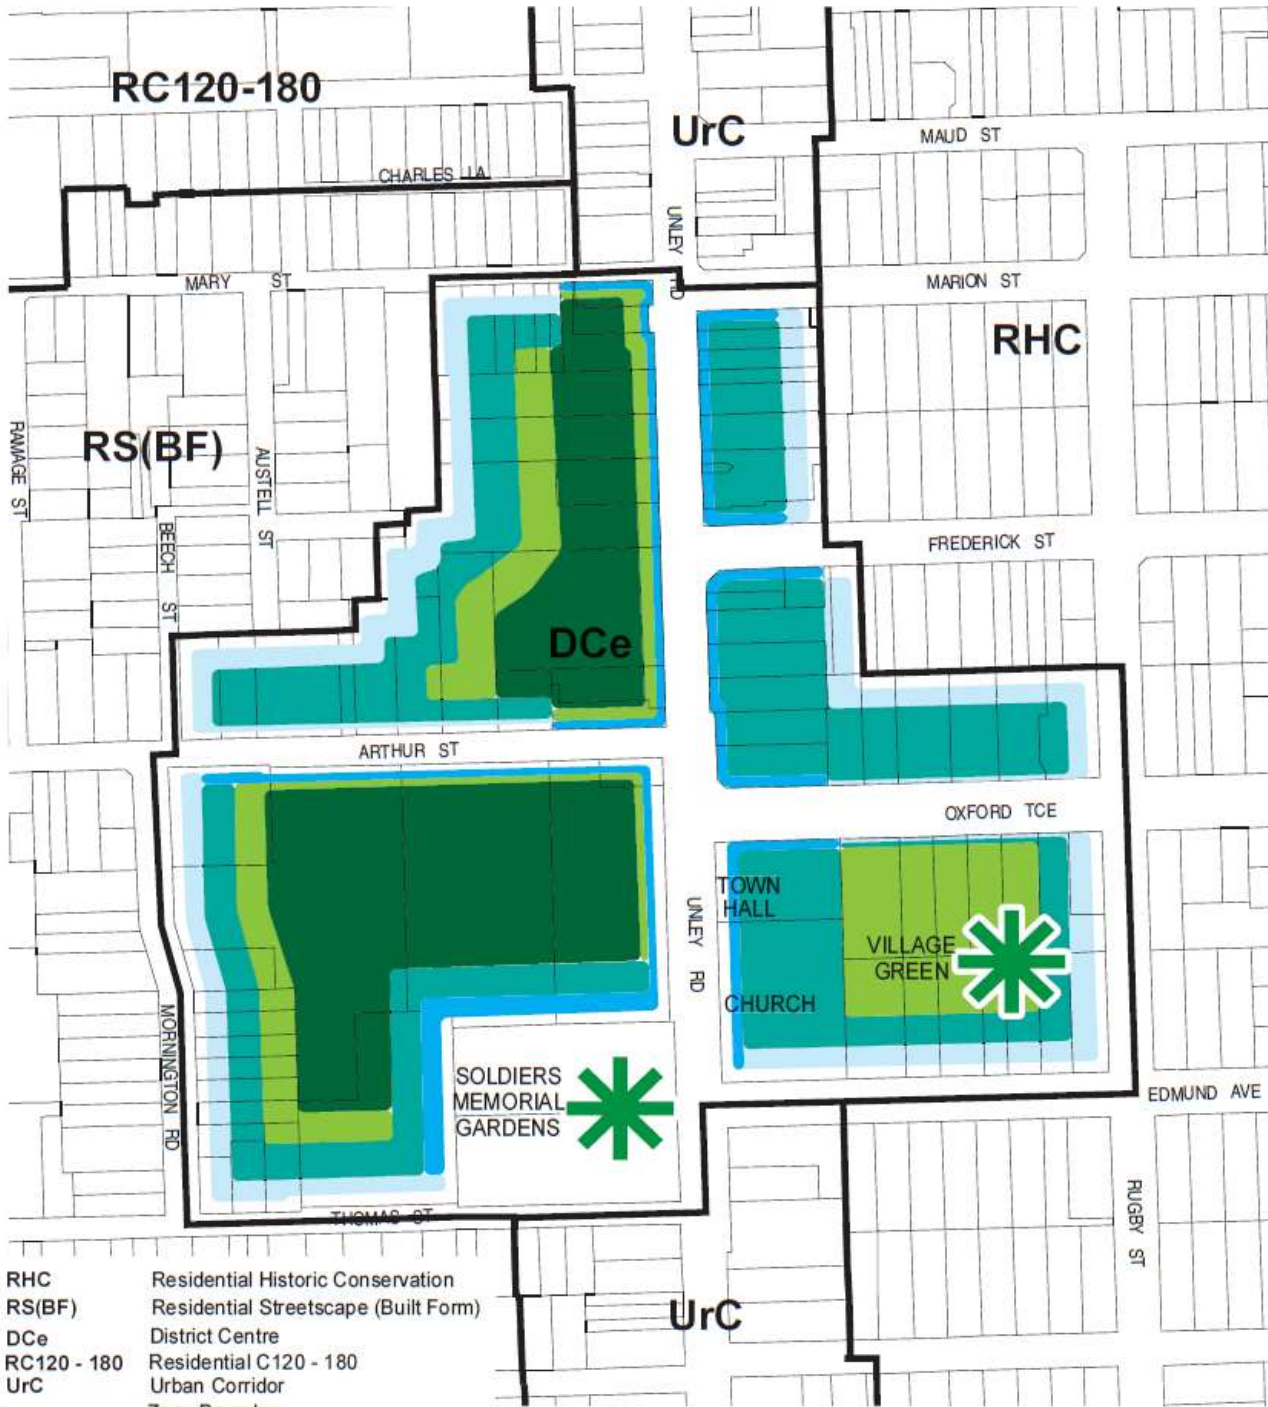 RC120-180
UrC
MAUD ST
CHARLES LA
UNLEY RD
MARY ST
MARION ST
RHC
RS(BF)
RAMAGE ST
AUSTELL ST
BEECH ST
FREDERICK ST
DCe
ARTHUR ST
OXFORD TCE
TOWN
HALL
UNLEY RD
VILLAGE
GREEN
CHURCH
MORNINGTON RD
SOLDIERS
MEMORIAL
GARDENS
EDMUND AVE
RUGBY ST
THOMAS ST
UrC
RHC Residential Historic Conservation
RS(BF) Residential Streetscape (Built Form)
DCe District Centre
RC120 - 180 Residential C120 - 180
UrC Urban Corridor